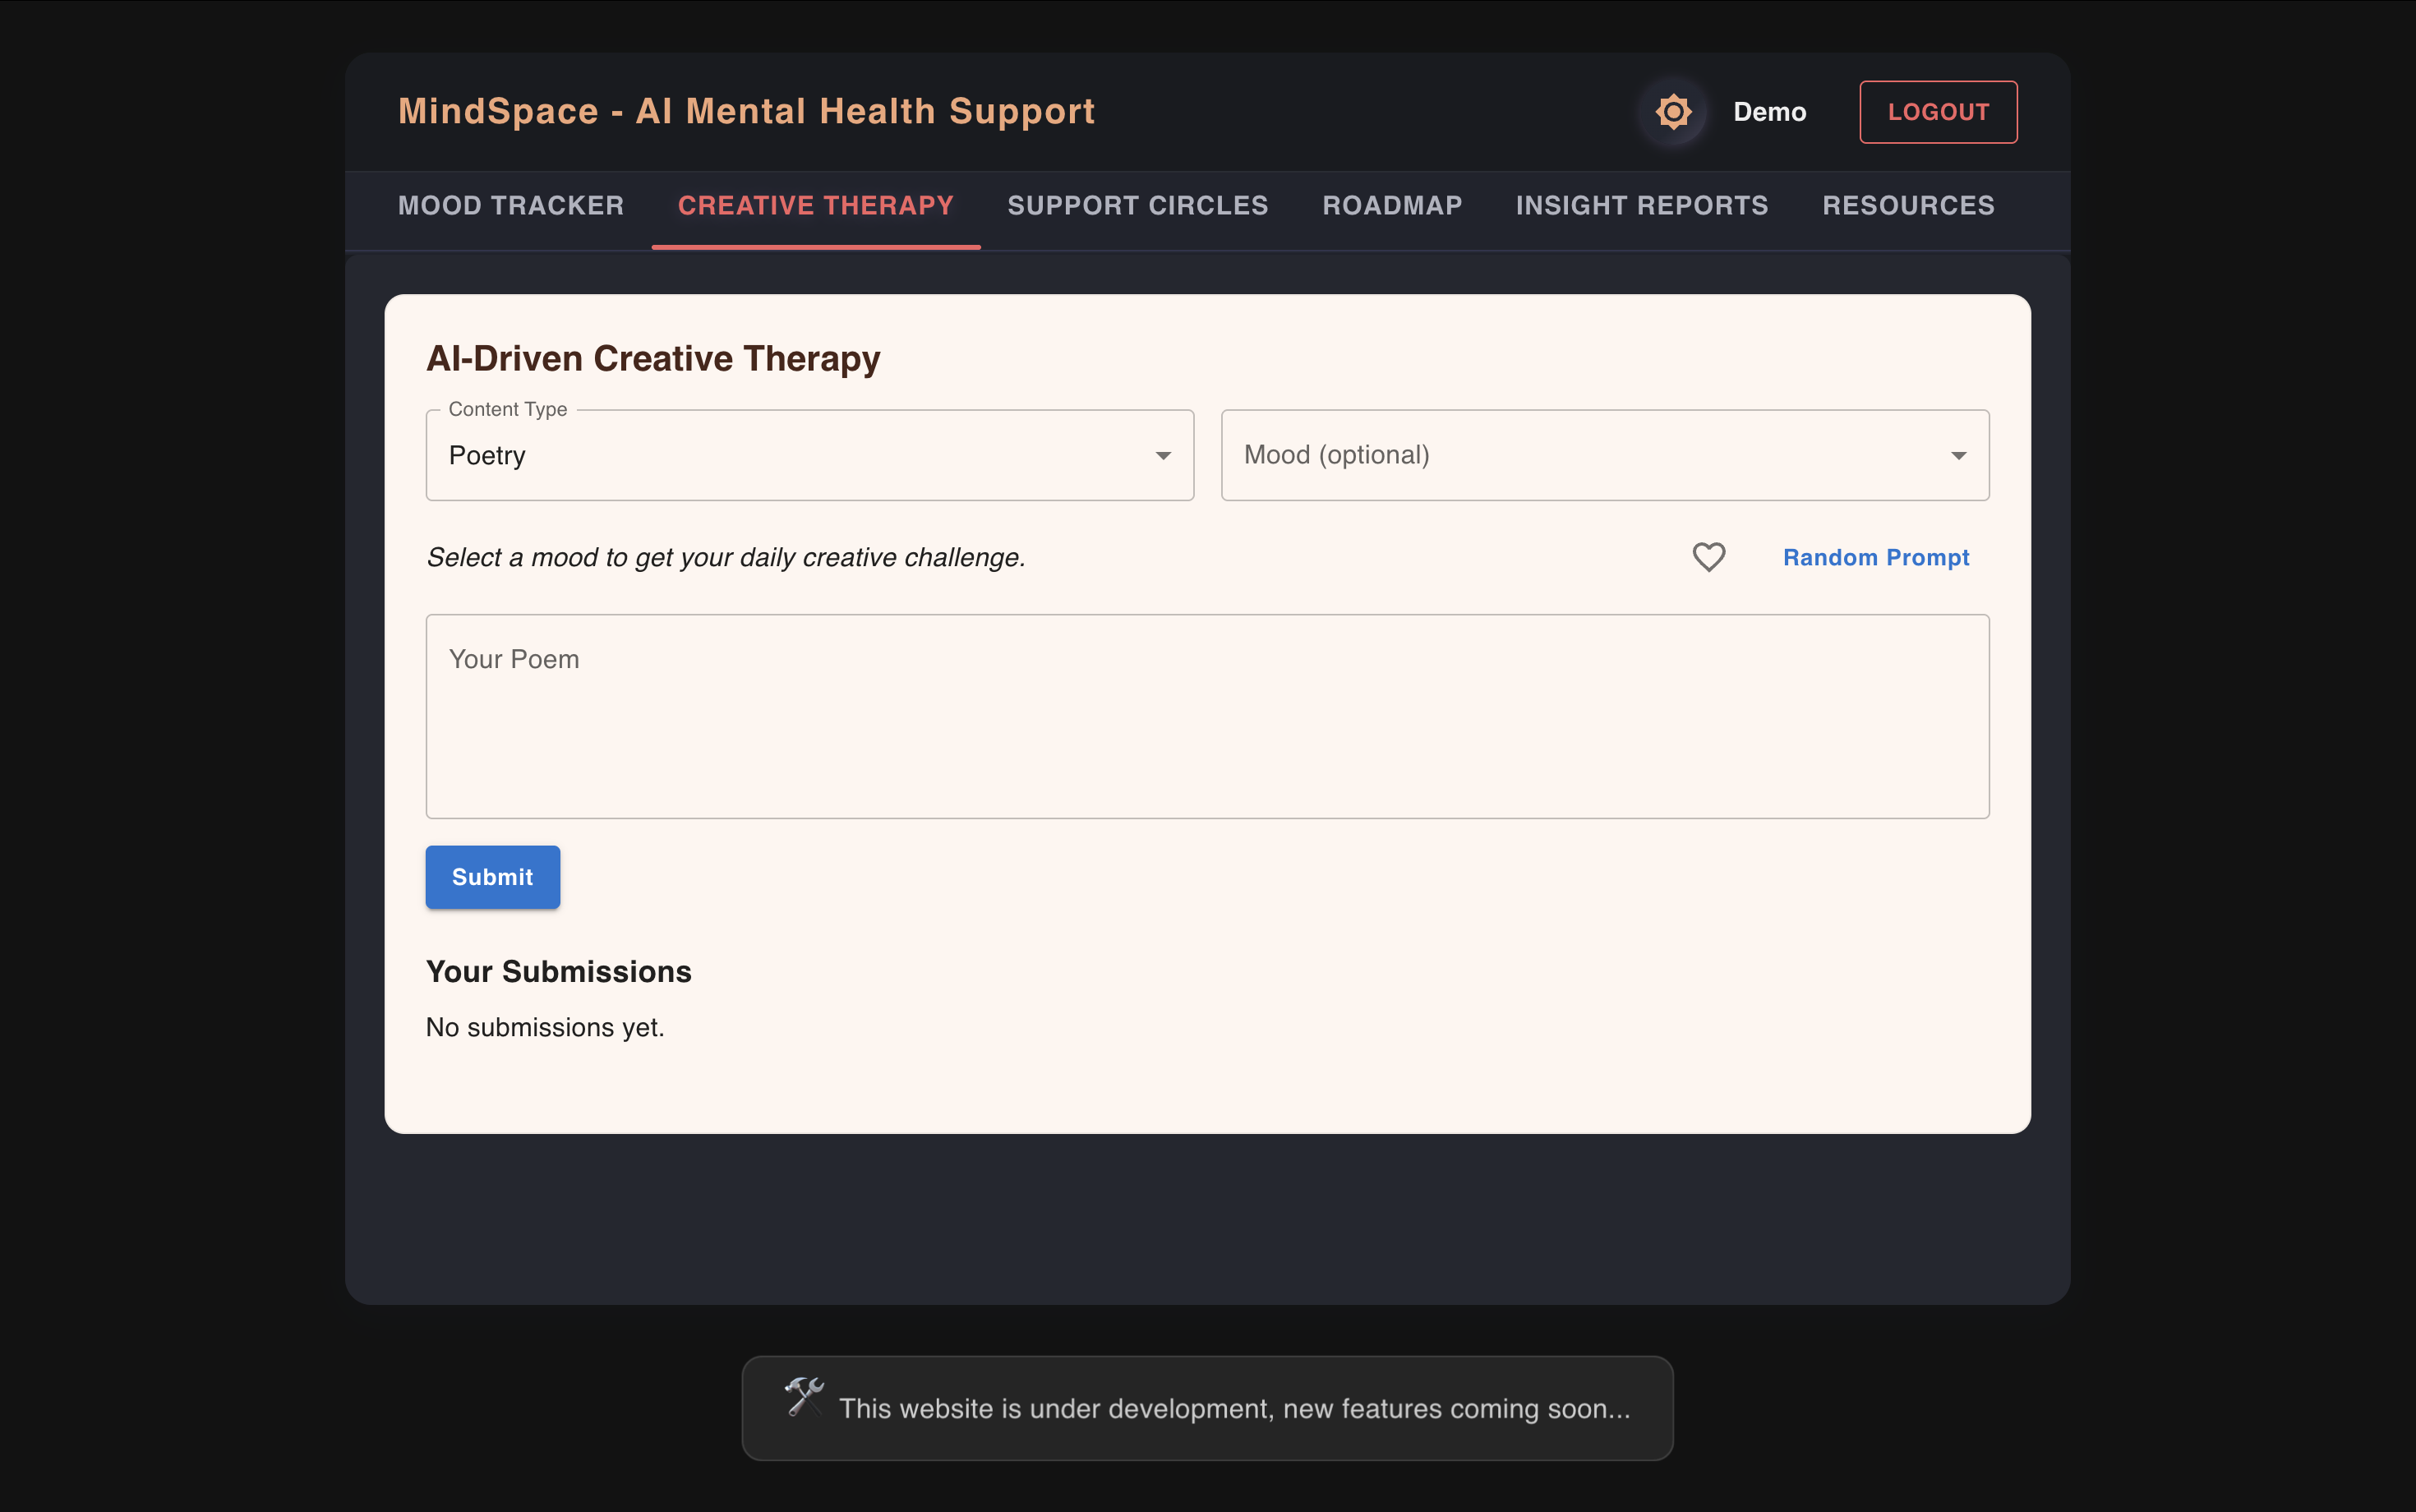 MindSpace - AI Mental Health Support
Demo
LOGOUT
MOOD TRACKER
CREATIVE THERAPY
SUPPORT CIRCLES
ROADMAP
INSIGHT REPORTS
RESOURCES
AI-Driven Creative Therapy
Content Type
Poetry
Mood (optional)
Select a mood to get your daily creative challenge.
Random Prompt
Your Poem
Submit
Your Submissions
No submissions yet.
This website is under development, new features coming soon...